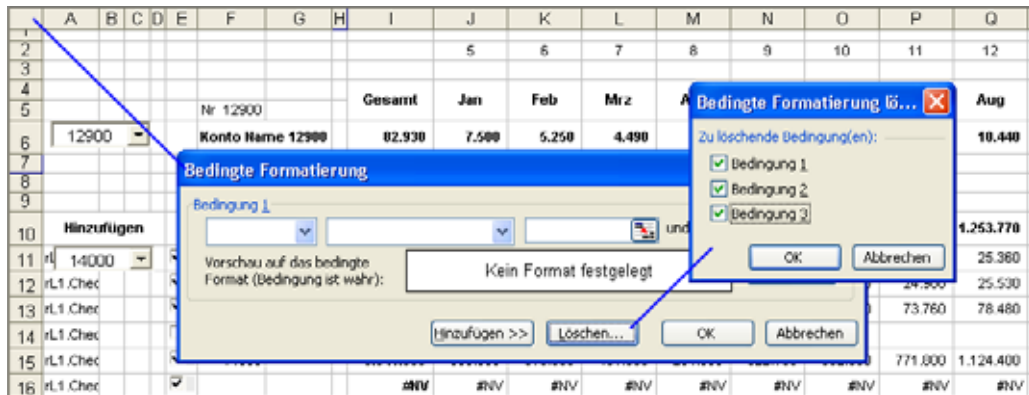 A B C D E F G H I J K L M N O P Q
2 5 6 7 8 9 10 11 12
3
4
Gesamt Jan Feb Mrz Aug
5 Nr 12900
6 12900 Konto Name 12900 82.930 7.500 5.250 4.490 10.440
7
8
9
10 Hinzufügen 1.253.770
11 14000 25.360
12 rL1.Chec 24.900 25.530
13 rL1.Chec 73.760 78.480
14 rL1.Chec
15 rL1.Chec 771.800 1.124.400
16 rL1.Chec #NV #NV #NV #NV #NV #NV #NV #NV #NV
Bedingte Formatierung
Bedingung 1
und
Vorschau auf das bedingte
Format (Bedingung ist wahr):
Kein Format festgelegt
Hinzufügen >> Löschen... OK Abbrechen
Bedingte Formatierung lö...
Zu löschende Bedingung(en):
Bedingung 1
Bedingung 2
Bedingung 3
OK Abbrechen